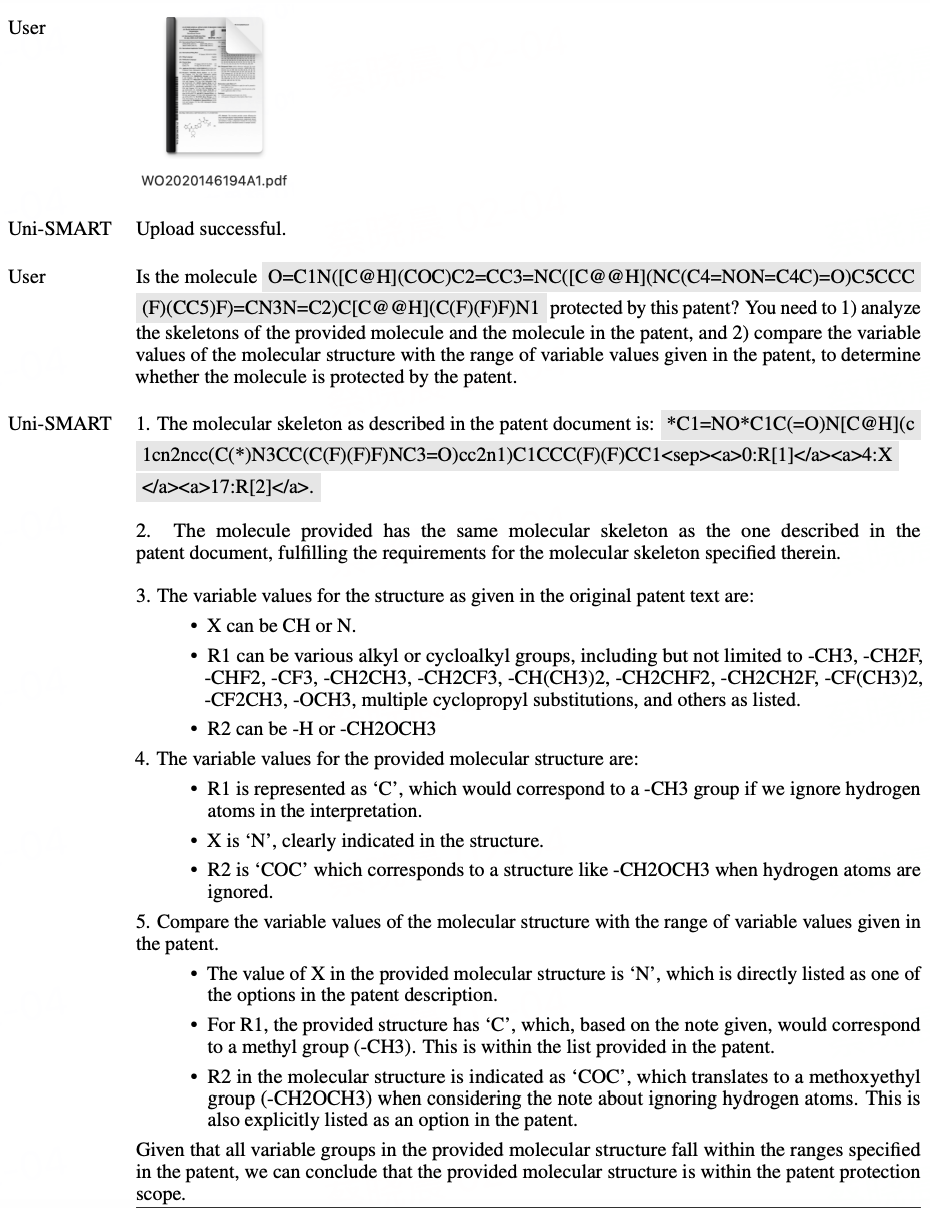 User
WO2020146194A1.pdf
Uni-SMART Upload successful.
User Is the molecule O=C1N([C@H](COC)C2=CC3=NC([C@@H](NC(C4=NON=C4C)=O)C5CCC
(F)(CC5)F)=CN3N=C2)C[C@@H](C(F)(F)F)N1 protected by this patent? You need to 1) analyze
the skeletons of the provided molecule and the molecule in the patent, and 2) compare the variable
values of the molecular structure with the range of variable values given in the patent, to determine
whether the molecule is protected by the patent.
Uni-SMART 1. The molecular skeleton as described in the patent document is: *C1=NO*C1C(=O)N[C@H](c
1cn2ncc(C(*)N3CC(C(F)(F)F)NC3=O)cc2n1)C1CCC(F)(F)CC1<sep><a>0:R[1]</a><a>4:X
</a><a>17:R[2]</a>.
2. The molecule provided has the same molecular skeleton as the one described in the
patent document, fulfilling the requirements for the molecular skeleton specified therein.
3. The variable values for the structure as given in the original patent text are:
• X can be CH or N.
• R1 can be various alkyl or cycloalkyl groups, including but not limited to -CH3, -CH2F,
-CHF2, -CF3, -CH2CH3, -CH2CF3, -CH(CH3)2, -CH2CHF2, -CH2CH2F, -CF(CH3)2,
-CF2CH3, -OCH3, multiple cyclopropyl substitutions, and others as listed.
• R2 can be -H or -CH2OCH3
4. The variable values for the provided molecular structure are:
• R1 is represented as ‘C’, which would correspond to a -CH3 group if we ignore hydrogen
atoms in the interpretation.
• X is ‘N’, clearly indicated in the structure.
• R2 is ‘COC’ which corresponds to a structure like -CH2OCH3 when hydrogen atoms are
ignored.
5. Compare the variable values of the molecular structure with the range of variable values given in
the patent.
• The value of X in the provided molecular structure is ‘N’, which is directly listed as one of
the options in the patent description.
• For R1, the provided structure has ‘C’, which, based on the note given, would correspond
to a methyl group (-CH3). This is within the list provided in the patent.
• R2 in the molecular structure is indicated as ‘COC’, which translates to a methoxyethyl
group (-CH2OCH3) when considering the note about ignoring hydrogen atoms. This is
also explicitly listed as an option in the patent.
Given that all variable groups in the provided molecular structure fall within the ranges specified
in the patent, we can conclude that the provided molecular structure is within the patent protection
scope.